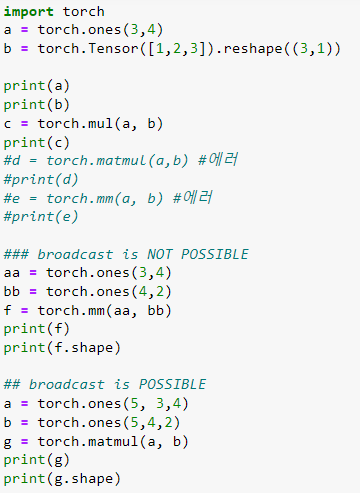 import torch
a = torch.ones(3,4)
b = torch.Tensor([1,2,3]).reshape((3,1))
print(a)
print(b)
c = torch.mul(a, b)
print(c)
#d = torch.matmul(a,b) #에러
#print(d)
#e = torch.mm(a, b) #에러
#print(e)
### broadcast is NOT POSSIBLE
aa = torch.ones(3,4)
bb = torch.ones(4,2)
f = torch.mm(aa, bb)
print(f)
print(f.shape)
## broadcast is POSSIBLE
a = torch.ones(5, 3,4)
b = torch.ones(5,4,2)
g = torch.matmul(a, b)
print(g)
print(g.shape)